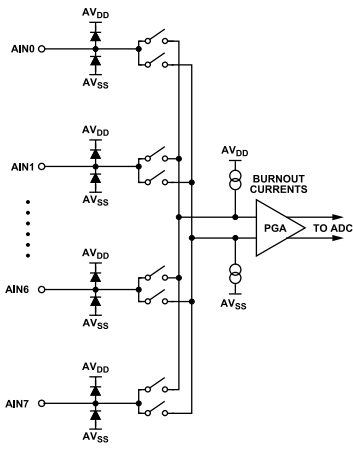 AV_DD
AIN0
AV_SS
AV_DD
AIN1
AV_SS
AV_DD
BURNOUT
CURRENTS
PGA
TO ADC
AV_DD
AIN6
AV_SS
AV_SS
AV_DD
AIN7
AV_SS